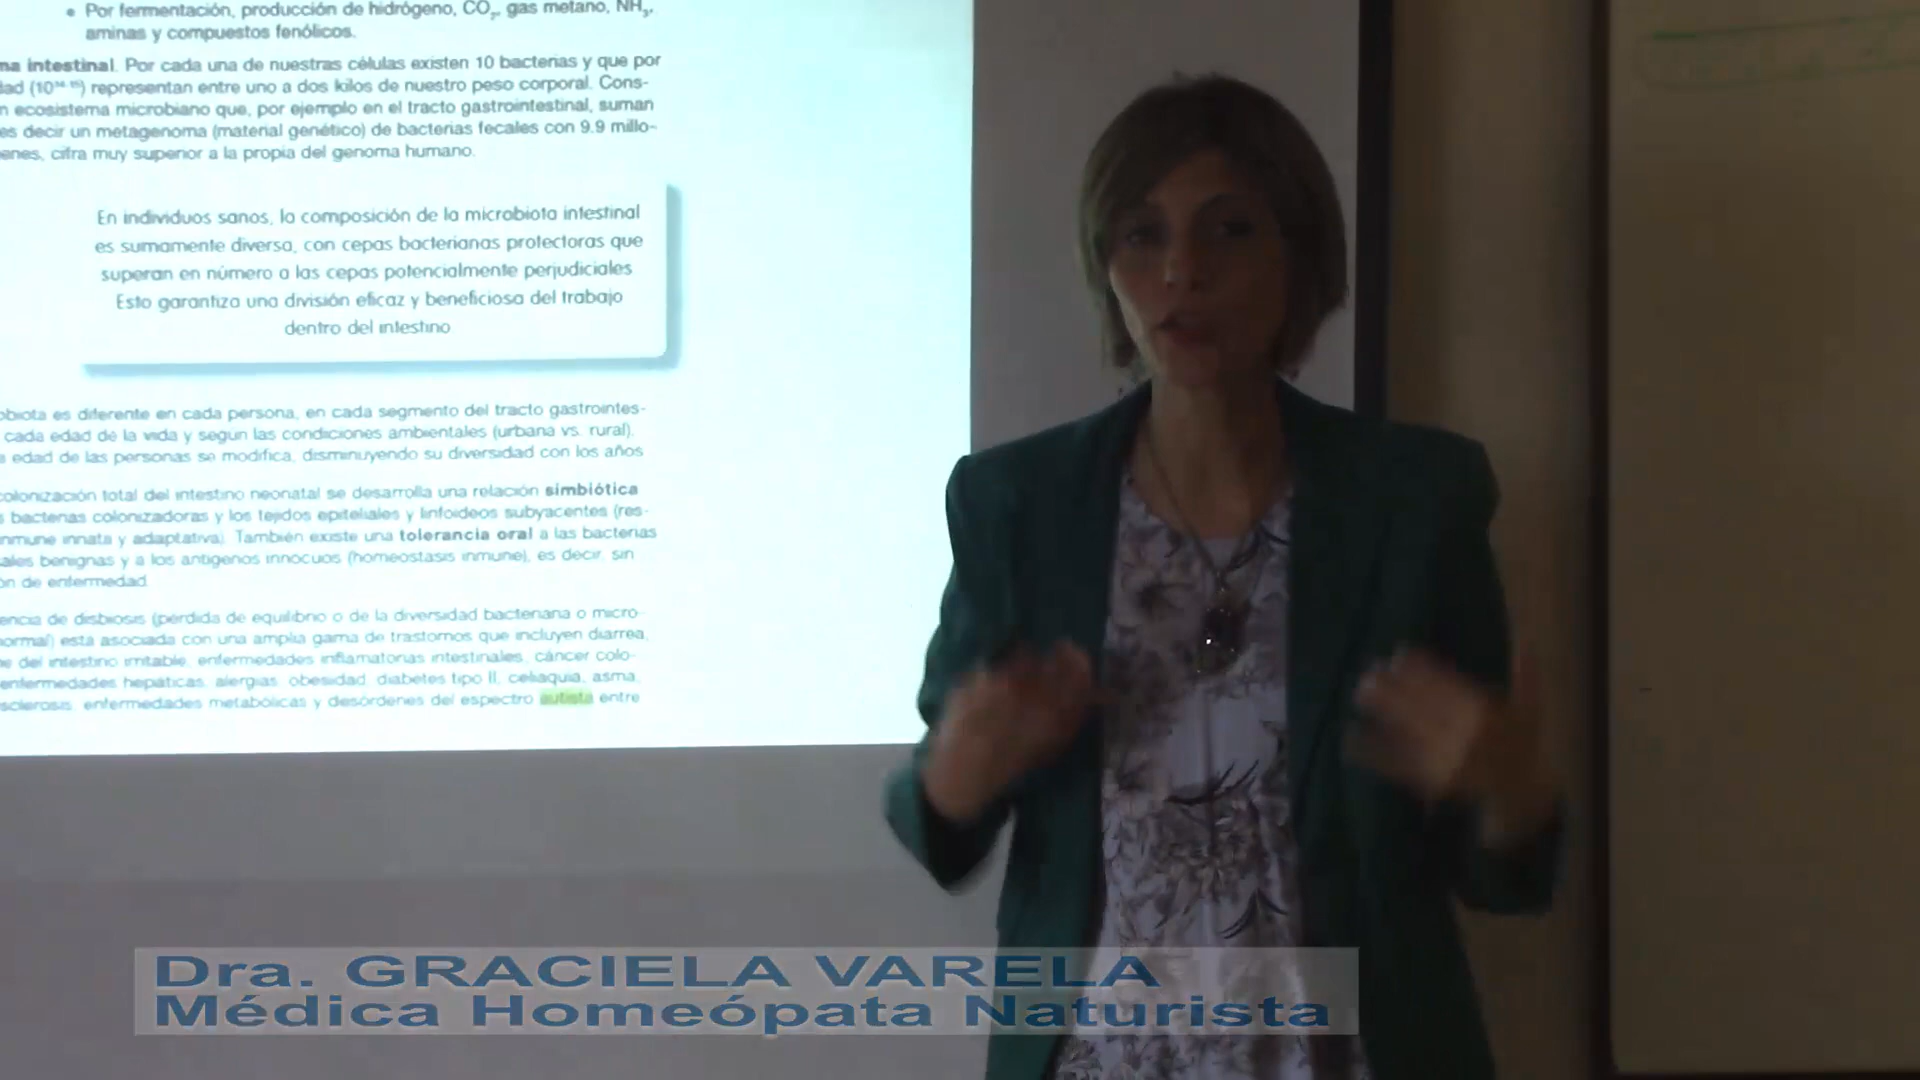 • Por fermentación, producción de hidrógeno, CO₂, gas metano, NH₃,
aminas y compuestos fenólicos.
ma intestinal. Por cada una de nuestras células existen 10 bacterias y que por
dad (10¹⁴⁻¹⁵) representan entre uno a dos kilos de nuestro peso corporal. Cons-
n ecosistema microbiano que, por ejemplo en el tracto gastrointestinal, suman
es decir un metagenoma (material genético) de bacterias fecales con 9.9 millo-
enes, cifra muy superior a la propia del genoma humano.
En individuos sanos, la composición de la microbiota intestinal
es sumamente diversa, con cepas bacterianas protectoras que
superan en número a las cepas potencialmente perjudiciales
Esto garantiza una división eficaz y beneficiosa del trabajo
dentro del intestino
obiota es diferente en cada persona, en cada segmento del tracto gastrointes-
cada edad de la vida y según las condiciones ambientales (urbana vs. rural).
a edad de las personas se modifica, disminuyendo su diversidad con los años
colonización total del intestino neonatal se desarrolla una relación simbiótica
s bacterias colonizadoras y los tejidos epiteliales y linfoideos subyacentes (res-
nmune innata y adaptativa). También existe una tolerancia oral a las bacterias
ales benignas y a los antígenos innocuos (homeostasis inmune), es decir, sin
ón de enfermedad.
encia de disbiosis (pérdida de equilibrio o de la diversidad bacteriana o micro-
normal) está asociada con una amplia gama de trastornos que incluyen diarrea,
e del intestino irritable, enfermedades inflamatorias intestinales, cáncer colo-
enfermedades hepáticas, alergias, obesidad, diabetes tipo II, celiaquía, asma,
sclerosis, enfermedades metabólicas y desórdenes del espectro autista entre
Dra. GRACIELA VARELA
Médica Homeópata Naturista